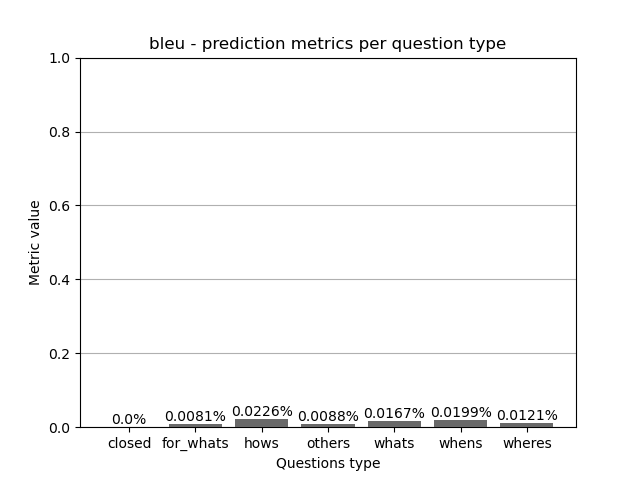 bleu - prediction metrics per question type
1.0
0.8
0.6
0.4
0.2
0.0
Metric value
0.0% 0.0081% 0.0226% 0.0088% 0.0167% 0.0199% 0.0121%
closed for_whats hows others whats whens wheres
Questions type